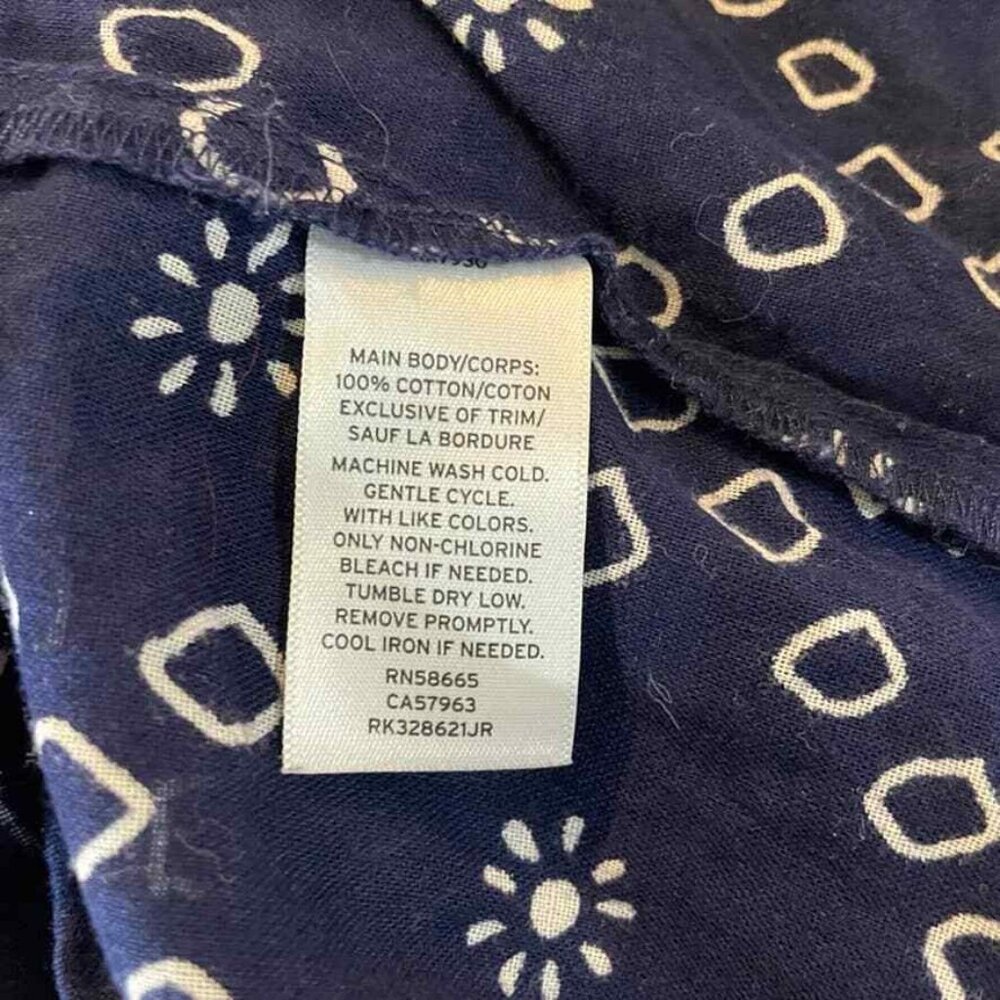 MAIN BODY/CORPS:
100% COTTON/COTON
EXCLUSIVE OF TRIM/
SAUF LA BORDURE
MACHINE WASH COLD.
GENTLE CYCLE.
WITH LIKE COLORS.
ONLY NON-CHLORINE
BLEACH IF NEEDED.
TUMBLE DRY LOW.
REMOVE PROMPTLY.
COOL IRON IF NEEDED.
RN58665
CA57963
RK328621JR